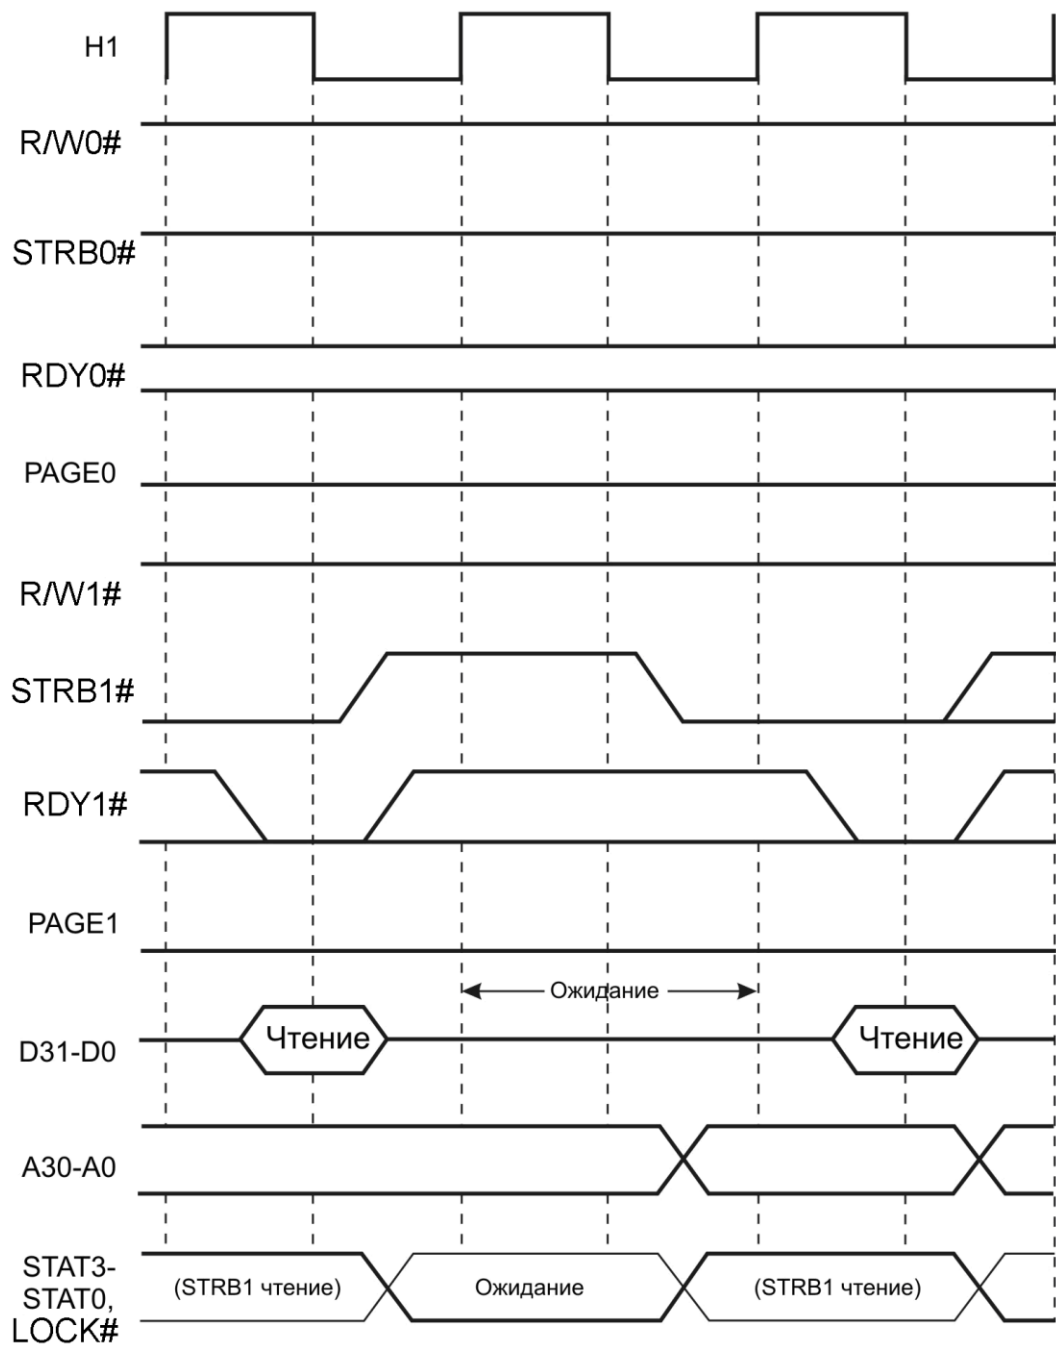 H1
R/W0#
STRB0#
RDY0#
PAGE0
R/W1#
STRB1#
RDY1#
PAGE1
Ожидание
D31-D0
Чтение
Чтение
A30-A0
STAT3-
STAT0,
LOCK#
(STRB1 чтение)
Ожидание
(STRB1 чтение)